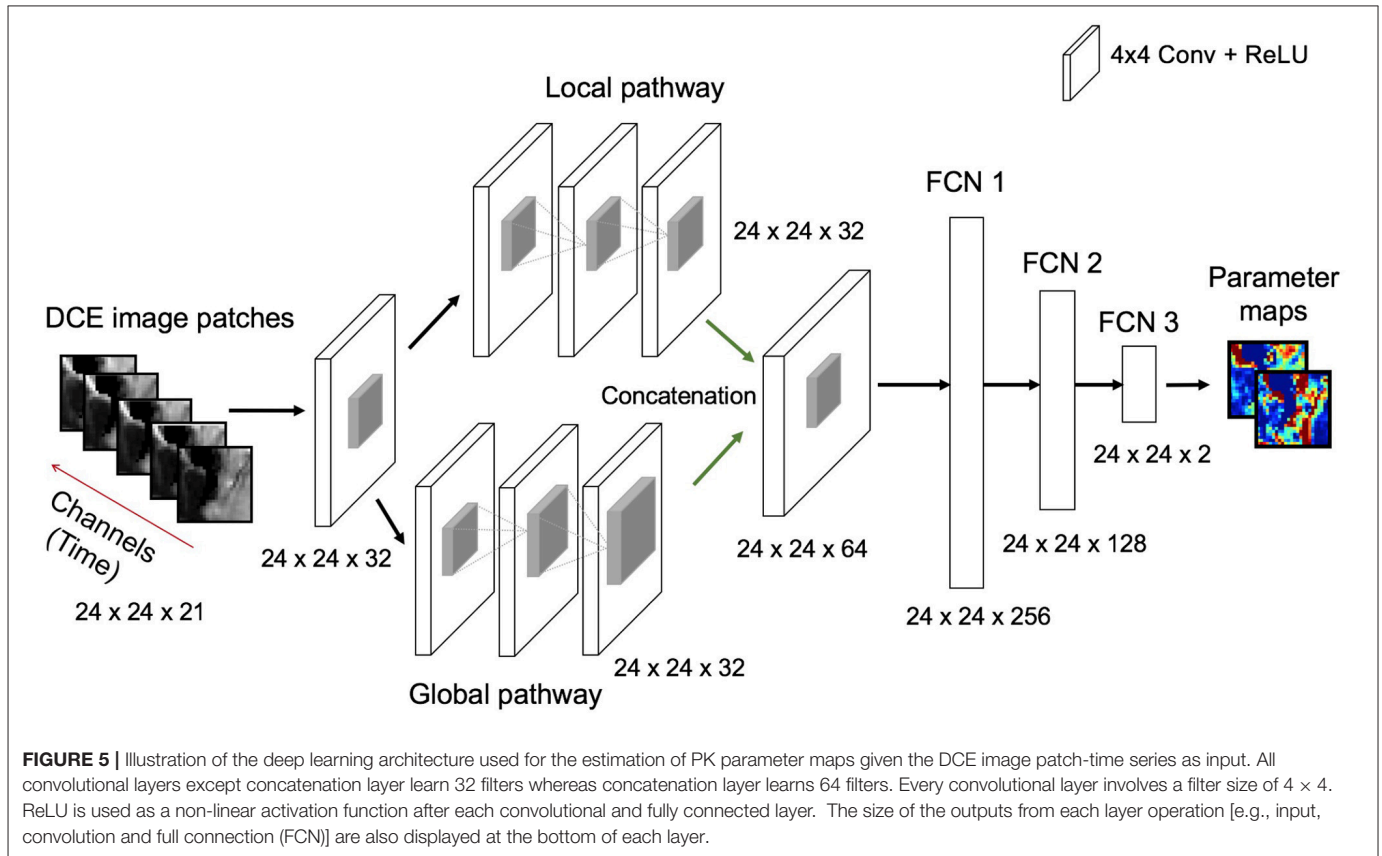 4x4 Conv + ReLU
Local pathway
24 x 24 x 32
FCN 1
FCN 2
FCN 3
Parameter
maps
DCE image patches
Concatenation
24 x 24 x 2
Channels
(Time)
24 x 24 x 21
24 x 24 x 32
24 x 24 x 64
24 x 24 x 128
24 x 24 x 256
24 x 24 x 32
Global pathway
FIGURE 5 | Illustration of the deep learning architecture used for the estimation of PK parameter maps given the DCE image patch-time series as input. All
convolutional layers except concatenation layer learn 32 filters whereas concatenation layer learns 64 filters. Every convolutional layer involves a filter size of 4 × 4.
ReLU is used as a non-linear activation function after each convolutional and fully connected layer. The size of the outputs from each layer operation [e.g., input,
convolution and full connection (FCN)] are also displayed at the bottom of each layer.